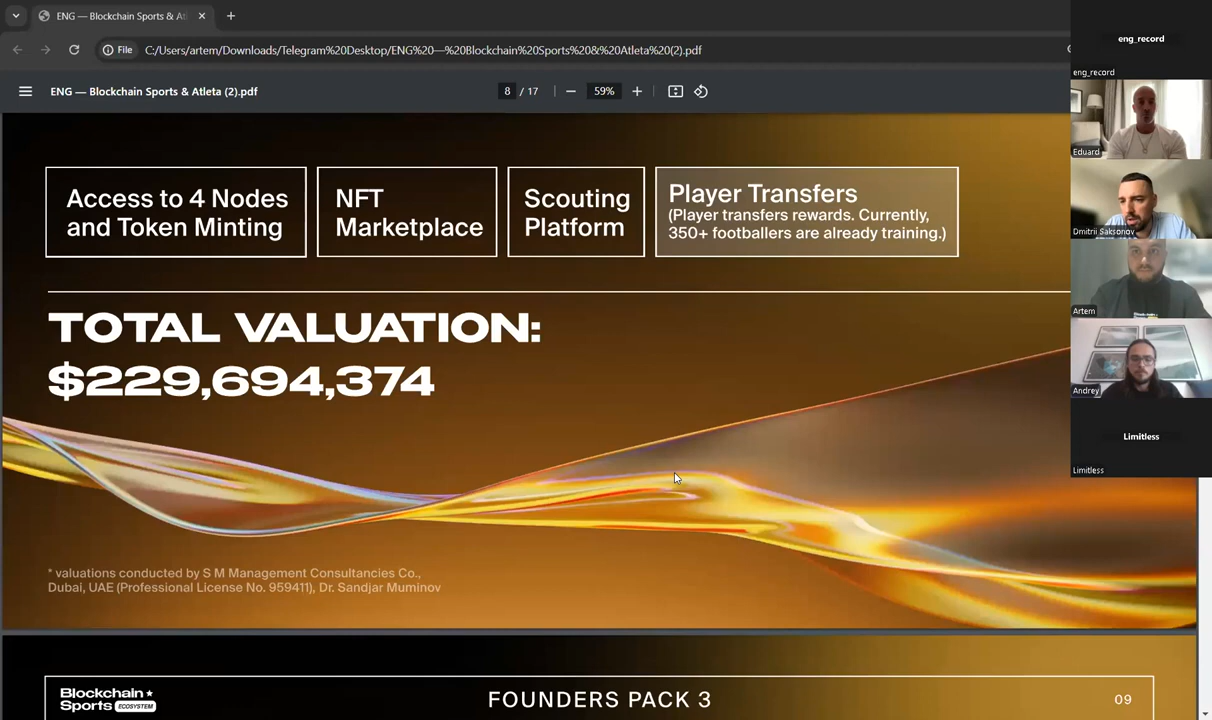 ENG — Blockchain Sports & Atl
File
C:/Users/artem/Downloads/Telegram%20Desktop/ENG%20—%20Blockchain%20Sports%20&%20Atleta%20(2).pdf
ENG — Blockchain Sports & Atleta (2).pdf
8 / 17
59%
Access to 4 Nodes
and Token Minting
NFT
Marketplace
Scouting
Platform
Player Transfers
(Player transfers rewards. Currently,
350+ footballers are already training.)
TOTAL VALUATION:
$229,694,374
* valuations conducted by S M Management Consultancies Co.,
Dubai, UAE (Professional License No. 959411), Dr. Sandjar Muminov
Blockchain
Sports ECOSYSTEM
FOUNDERS PACK 3
09
eng_record
eng_record
Eduard
Dmitrii Saksonov
Artem
Andrey
Limitless
Limitless